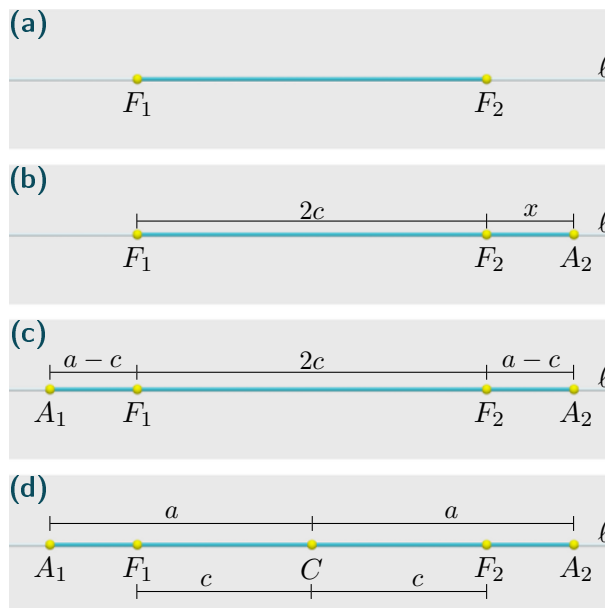 (a)
ℓ
F₁ F₂
(b)
2c x
ℓ
F₁ F₂ A₂
(c)
a − c 2c a − c
ℓ
A₁ F₁ F₂ A₂
(d)
a a
ℓ
A₁ F₁ C F₂ A₂
c c